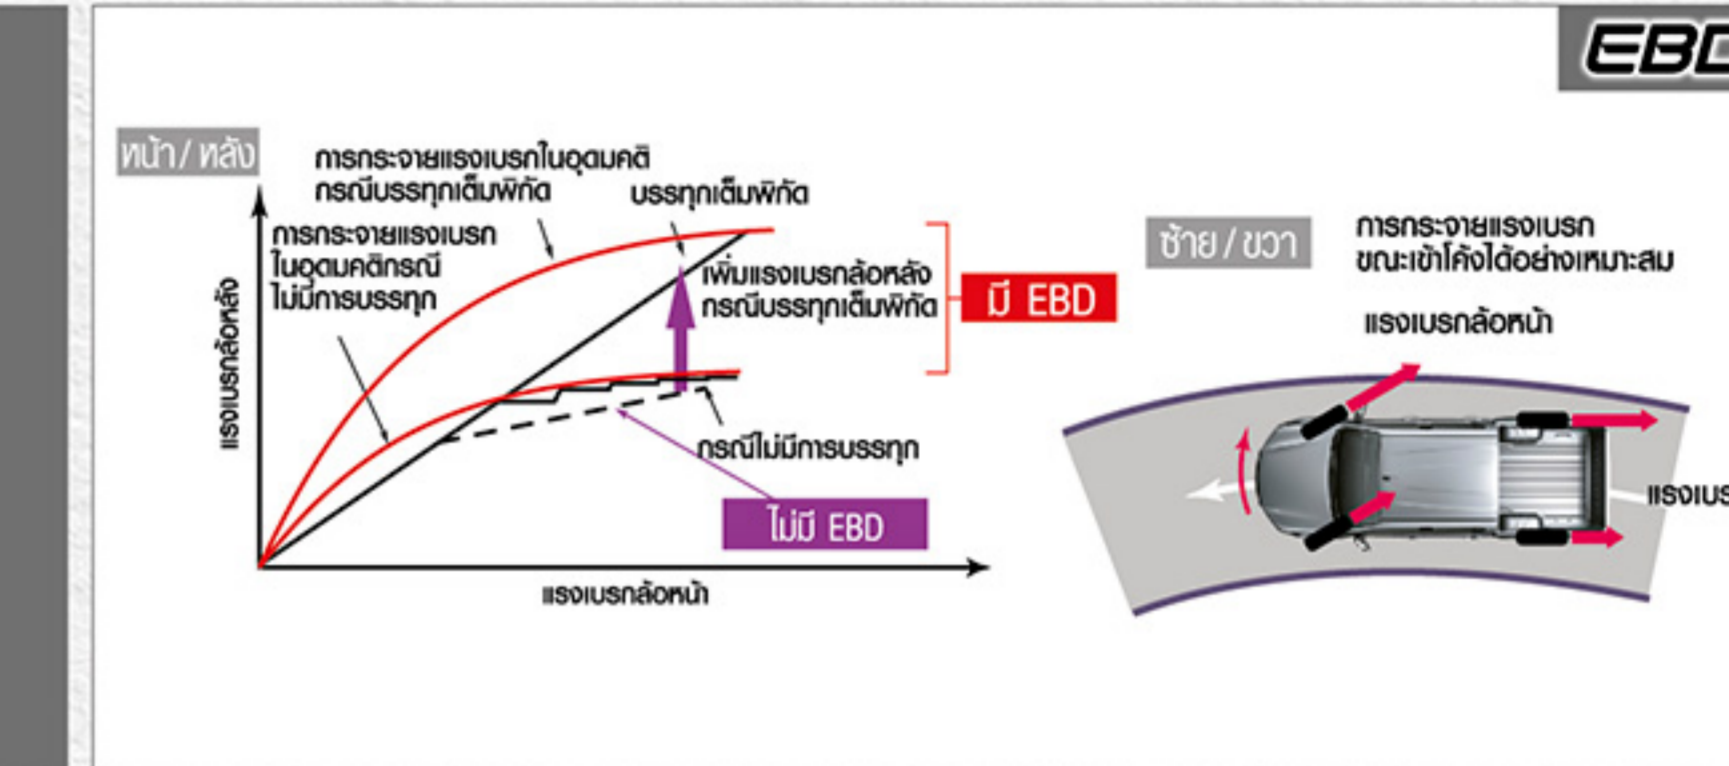 EBD
หน้า / หลัง
การกระจายแรงเบรกในอุดมคติ
กรณีบรรทุกเต็มพิกัด
บรรทุกเต็มพิกัด
การกระจายแรงเบรก
ในอุดมคติกรณี
ไม่มีการบรรทุก
เพิ่มแรงเบรกล้อหลัง
กรณีบรรทุกเต็มพิกัด
มี EBD
แรงเบรกล้อหลัง
กรณีไม่มีการบรรทุก
ไม่มี EBD
แรงเบรกล้อหน้า
ซ้าย / ขวา
การกระจายแรงเบรก
ขณะเข้าโค้งได้อย่างเหมาะสม
แรงเบรกล้อหน้า